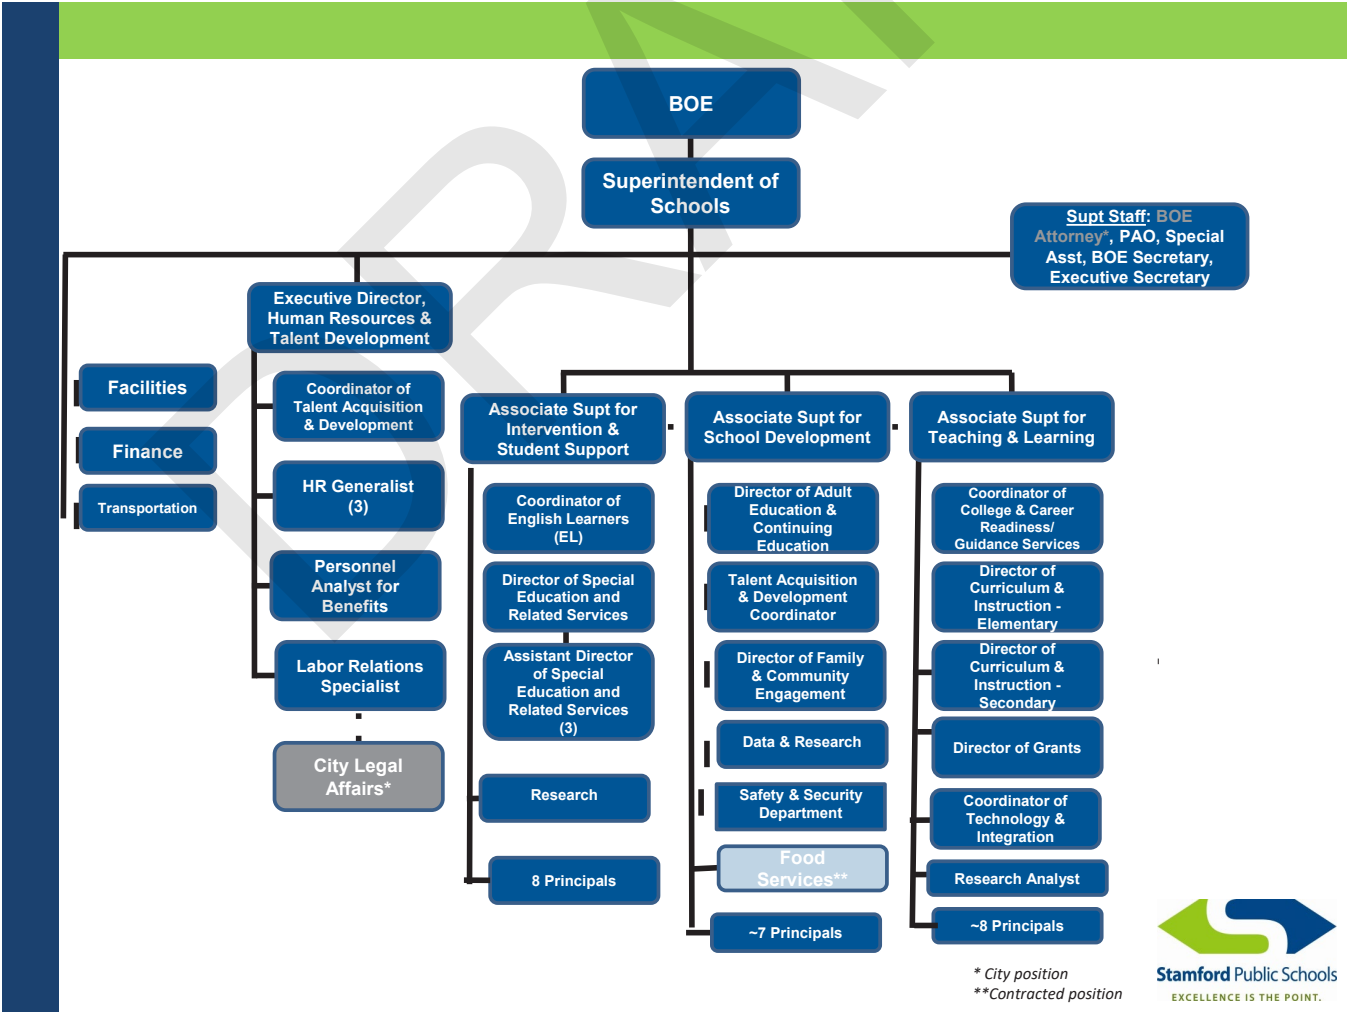 BOE
Superintendent of
Schools
Supt Staff: BOE
Attorney*, PAO, Special
Asst, BOE Secretary,
Executive Secretary
Executive Director,
Human Resources &
Talent Development
Facilities
Finance
Transportation
Coordinator of
Talent Acquisition
& Development
HR Generalist
(3)
Personnel
Analyst for
Benefits
Labor Relations
Specialist
City Legal
Affairs*
Associate Supt for
Intervention &
Student Support
Coordinator of
English Learners
(EL)
Director of Special
Education and
Related Services
Assistant Director
of Special
Education and
Related Services
(3)
Research
8 Principals
Associate Supt for
School Development
Director of Adult
Education &
Continuing
Education
Talent Acquisition
& Development
Coordinator
Director of Family
& Community
Engagement
Data & Research
Safety & Security
Department
Food
Services**
~7 Principals
Associate Supt for
Teaching & Learning
Coordinator of
College & Career
Readiness/
Guidance Services
Director of
Curriculum &
Instruction -
Elementary
Director of
Curriculum &
Instruction -
Secondary
Director of Grants
Coordinator of
Technology &
Integration
Research Analyst
~8 Principals
* City position
**Contracted position
Stamford Public Schools
EXCELLENCE IS THE POINT.
DRA